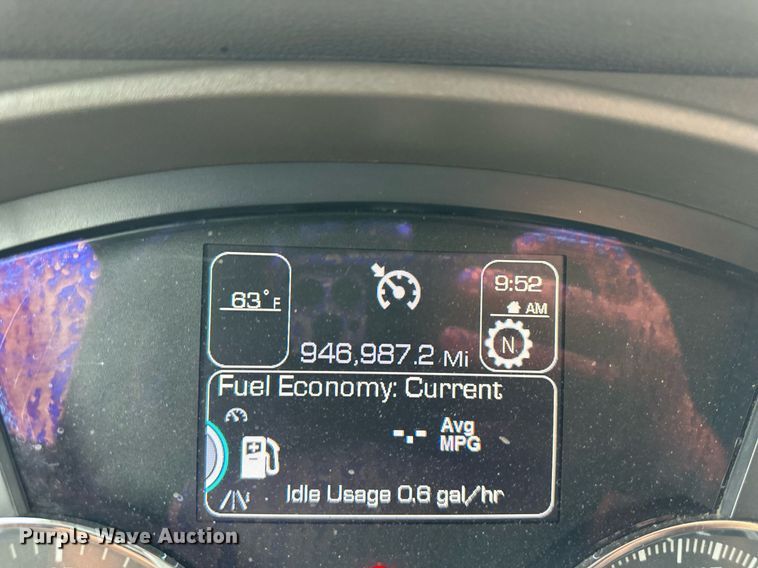 9:52
63°F
AM
N
946,987.2 Mi
Fuel Economy: Current
-.- Avg
MPG
Idle Usage 0.6 gal/hr
Purple Wave Auction